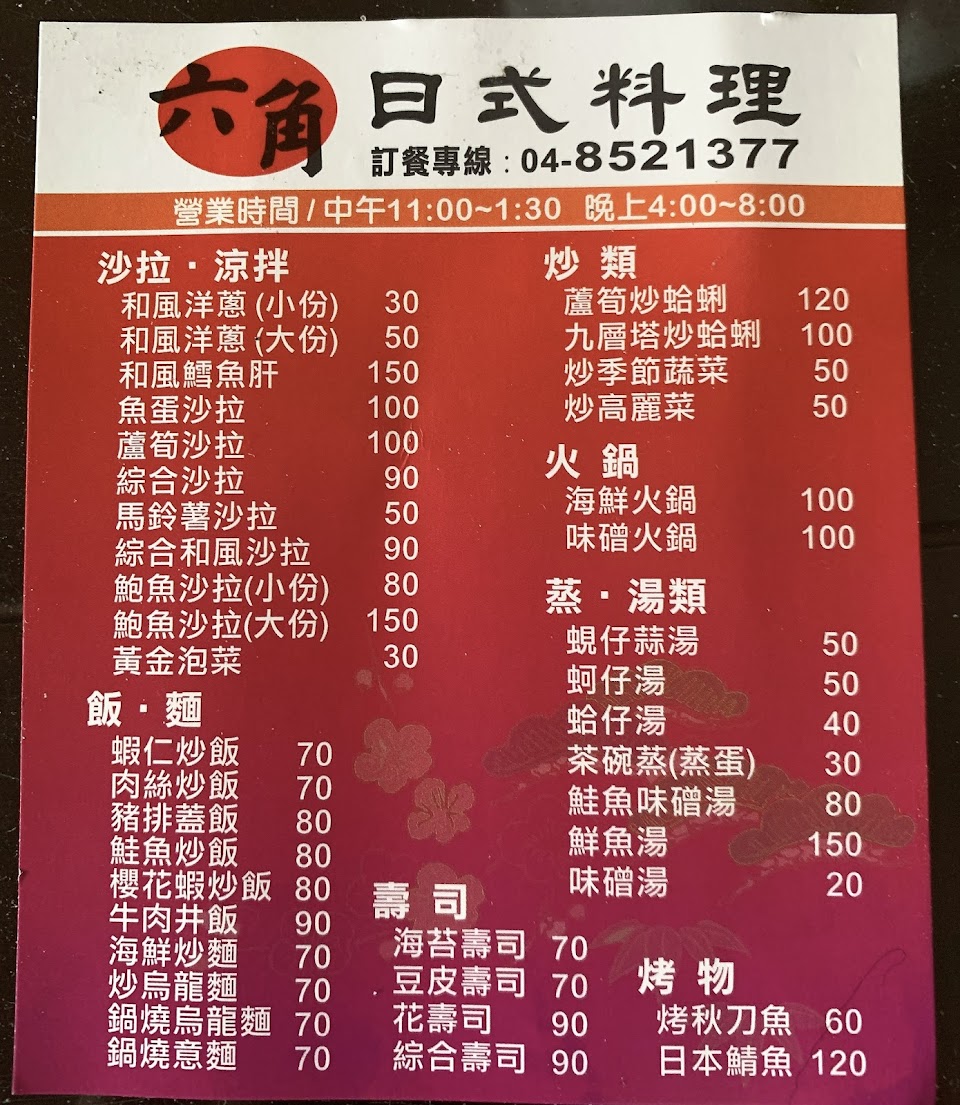 六角 日式料理
訂餐專線：04-8521377
營業時間/中午11:00~1:30 晚上4:00~8:00
沙拉・涼拌
和風洋蔥(小份) 30
和風洋蔥(大份) 50
和風鱈魚肝 150
魚蛋沙拉 100
蘆筍沙拉 100
綜合沙拉 90
馬鈴薯沙拉 50
綜合和風沙拉 90
鮑魚沙拉(小份) 80
鮑魚沙拉(大份) 150
黃金泡菜 30
飯・麵
蝦仁炒飯 70
肉絲炒飯 70
豬排蓋飯 80
鮭魚炒飯 80
櫻花蝦炒飯 80
牛肉井飯 90
海鮮炒麵 70
炒烏龍麵 70
鍋燒烏龍麵 70
鍋燒意麵 70
壽司
海苔壽司 70
豆皮壽司 70
花壽司 90
綜合壽司 90
炒類
蘆筍炒蛤蜊 120
九層塔炒蛤蜊 100
炒季節蔬菜 50
炒高麗菜 50
火鍋
海鮮火鍋 100
味磳火鍋 100
蒸・湯類
蜆仔蒜湯 50
蚵仔湯 50
蛤仔湯 40
茶碗蒸(蒸蛋) 30
鮭魚味磳湯 80
鮮魚湯 150
味磳湯 20
烤物
烤秋刀魚 60
日本鯖魚 120